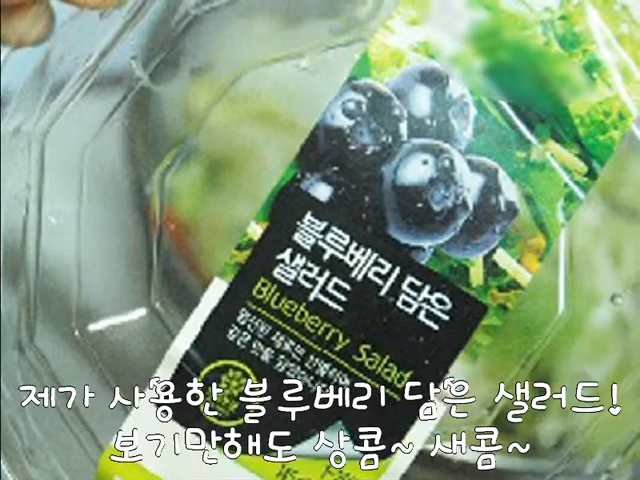 블루베리 담은
샐러드
Blueberry Salad
제가 사용한 블루베리 담은 샐러드!
보기만해도 상콤~ 새콤~